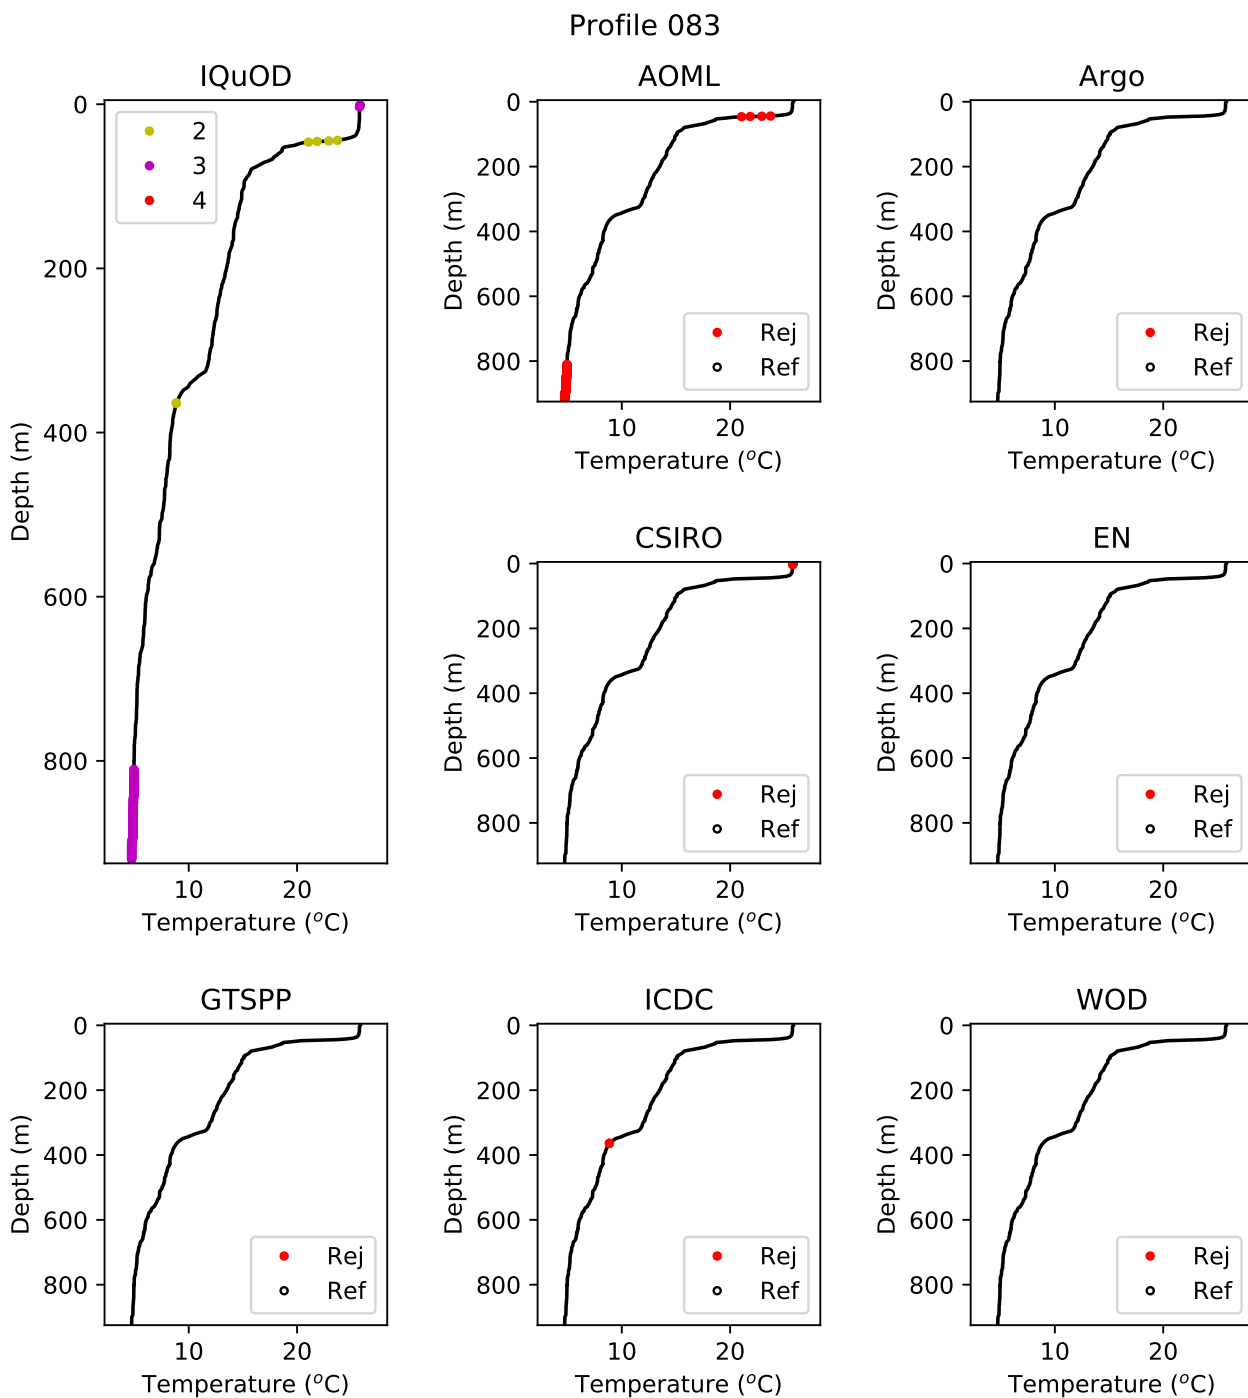 Profile 083
IQuOD
0
200
400
600
800
Depth (m)
10 20
Temperature (°C)
2
3
4
AOML
0
200
400
600
800
Depth (m)
10 20
Temperature (°C)
Rej
Ref
Argo
0
200
400
600
800
Depth (m)
10 20
Temperature (°C)
Rej
Ref
CSIRO
0
200
400
600
800
Depth (m)
10 20
Temperature (°C)
Rej
Ref
EN
0
200
400
600
800
Depth (m)
10 20
Temperature (°C)
Rej
Ref
GTSPP
0
200
400
600
800
Depth (m)
10 20
Temperature (°C)
Rej
Ref
ICDC
0
200
400
600
800
Depth (m)
10 20
Temperature (°C)
Rej
Ref
WOD
0
200
400
600
800
Depth (m)
10 20
Temperature (°C)
Rej
Ref